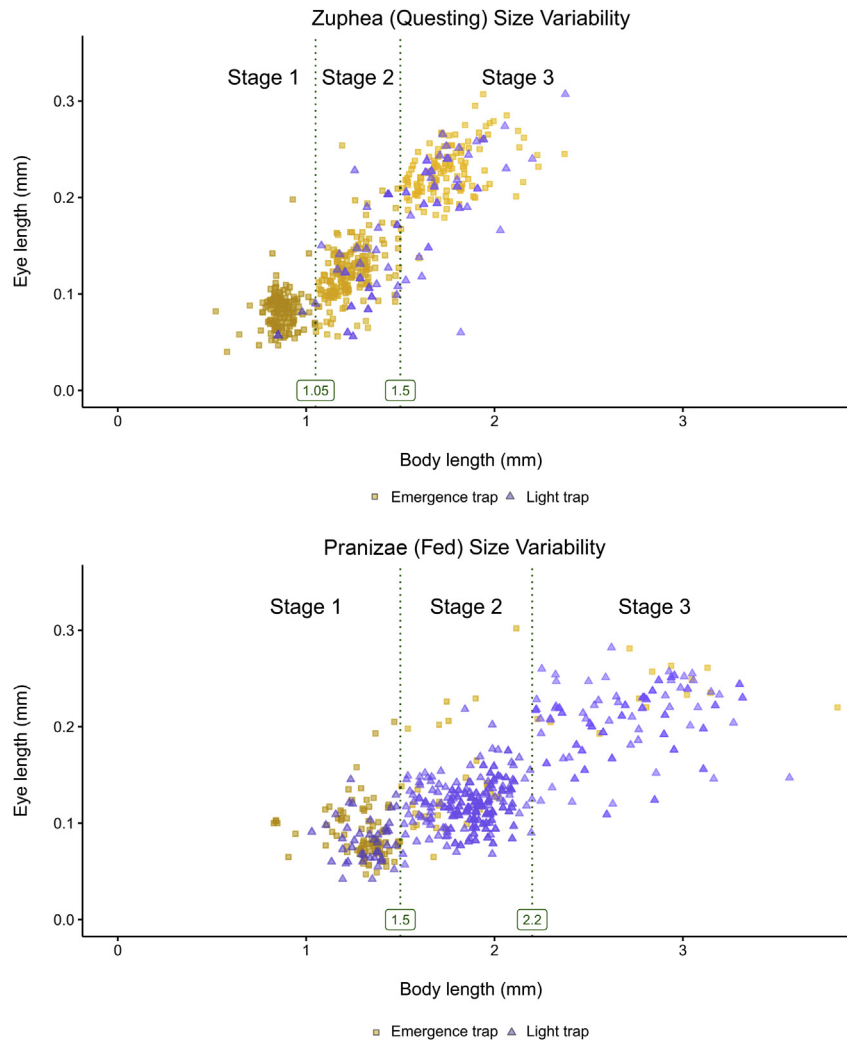 Zuphea (Questing) Size Variability
Stage 1 Stage 2 Stage 3
0.3
0.2
0.1
0.0
Eye length (mm)
1.05 1.5
0 1 2 3
Body length (mm)
Emergence trap Light trap
Pranizae (Fed) Size Variability
Stage 1 Stage 2 Stage 3
0.3
0.2
0.1
0.0
Eye length (mm)
1.5 2.2
0 1 2 3
Body length (mm)
Emergence trap Light trap